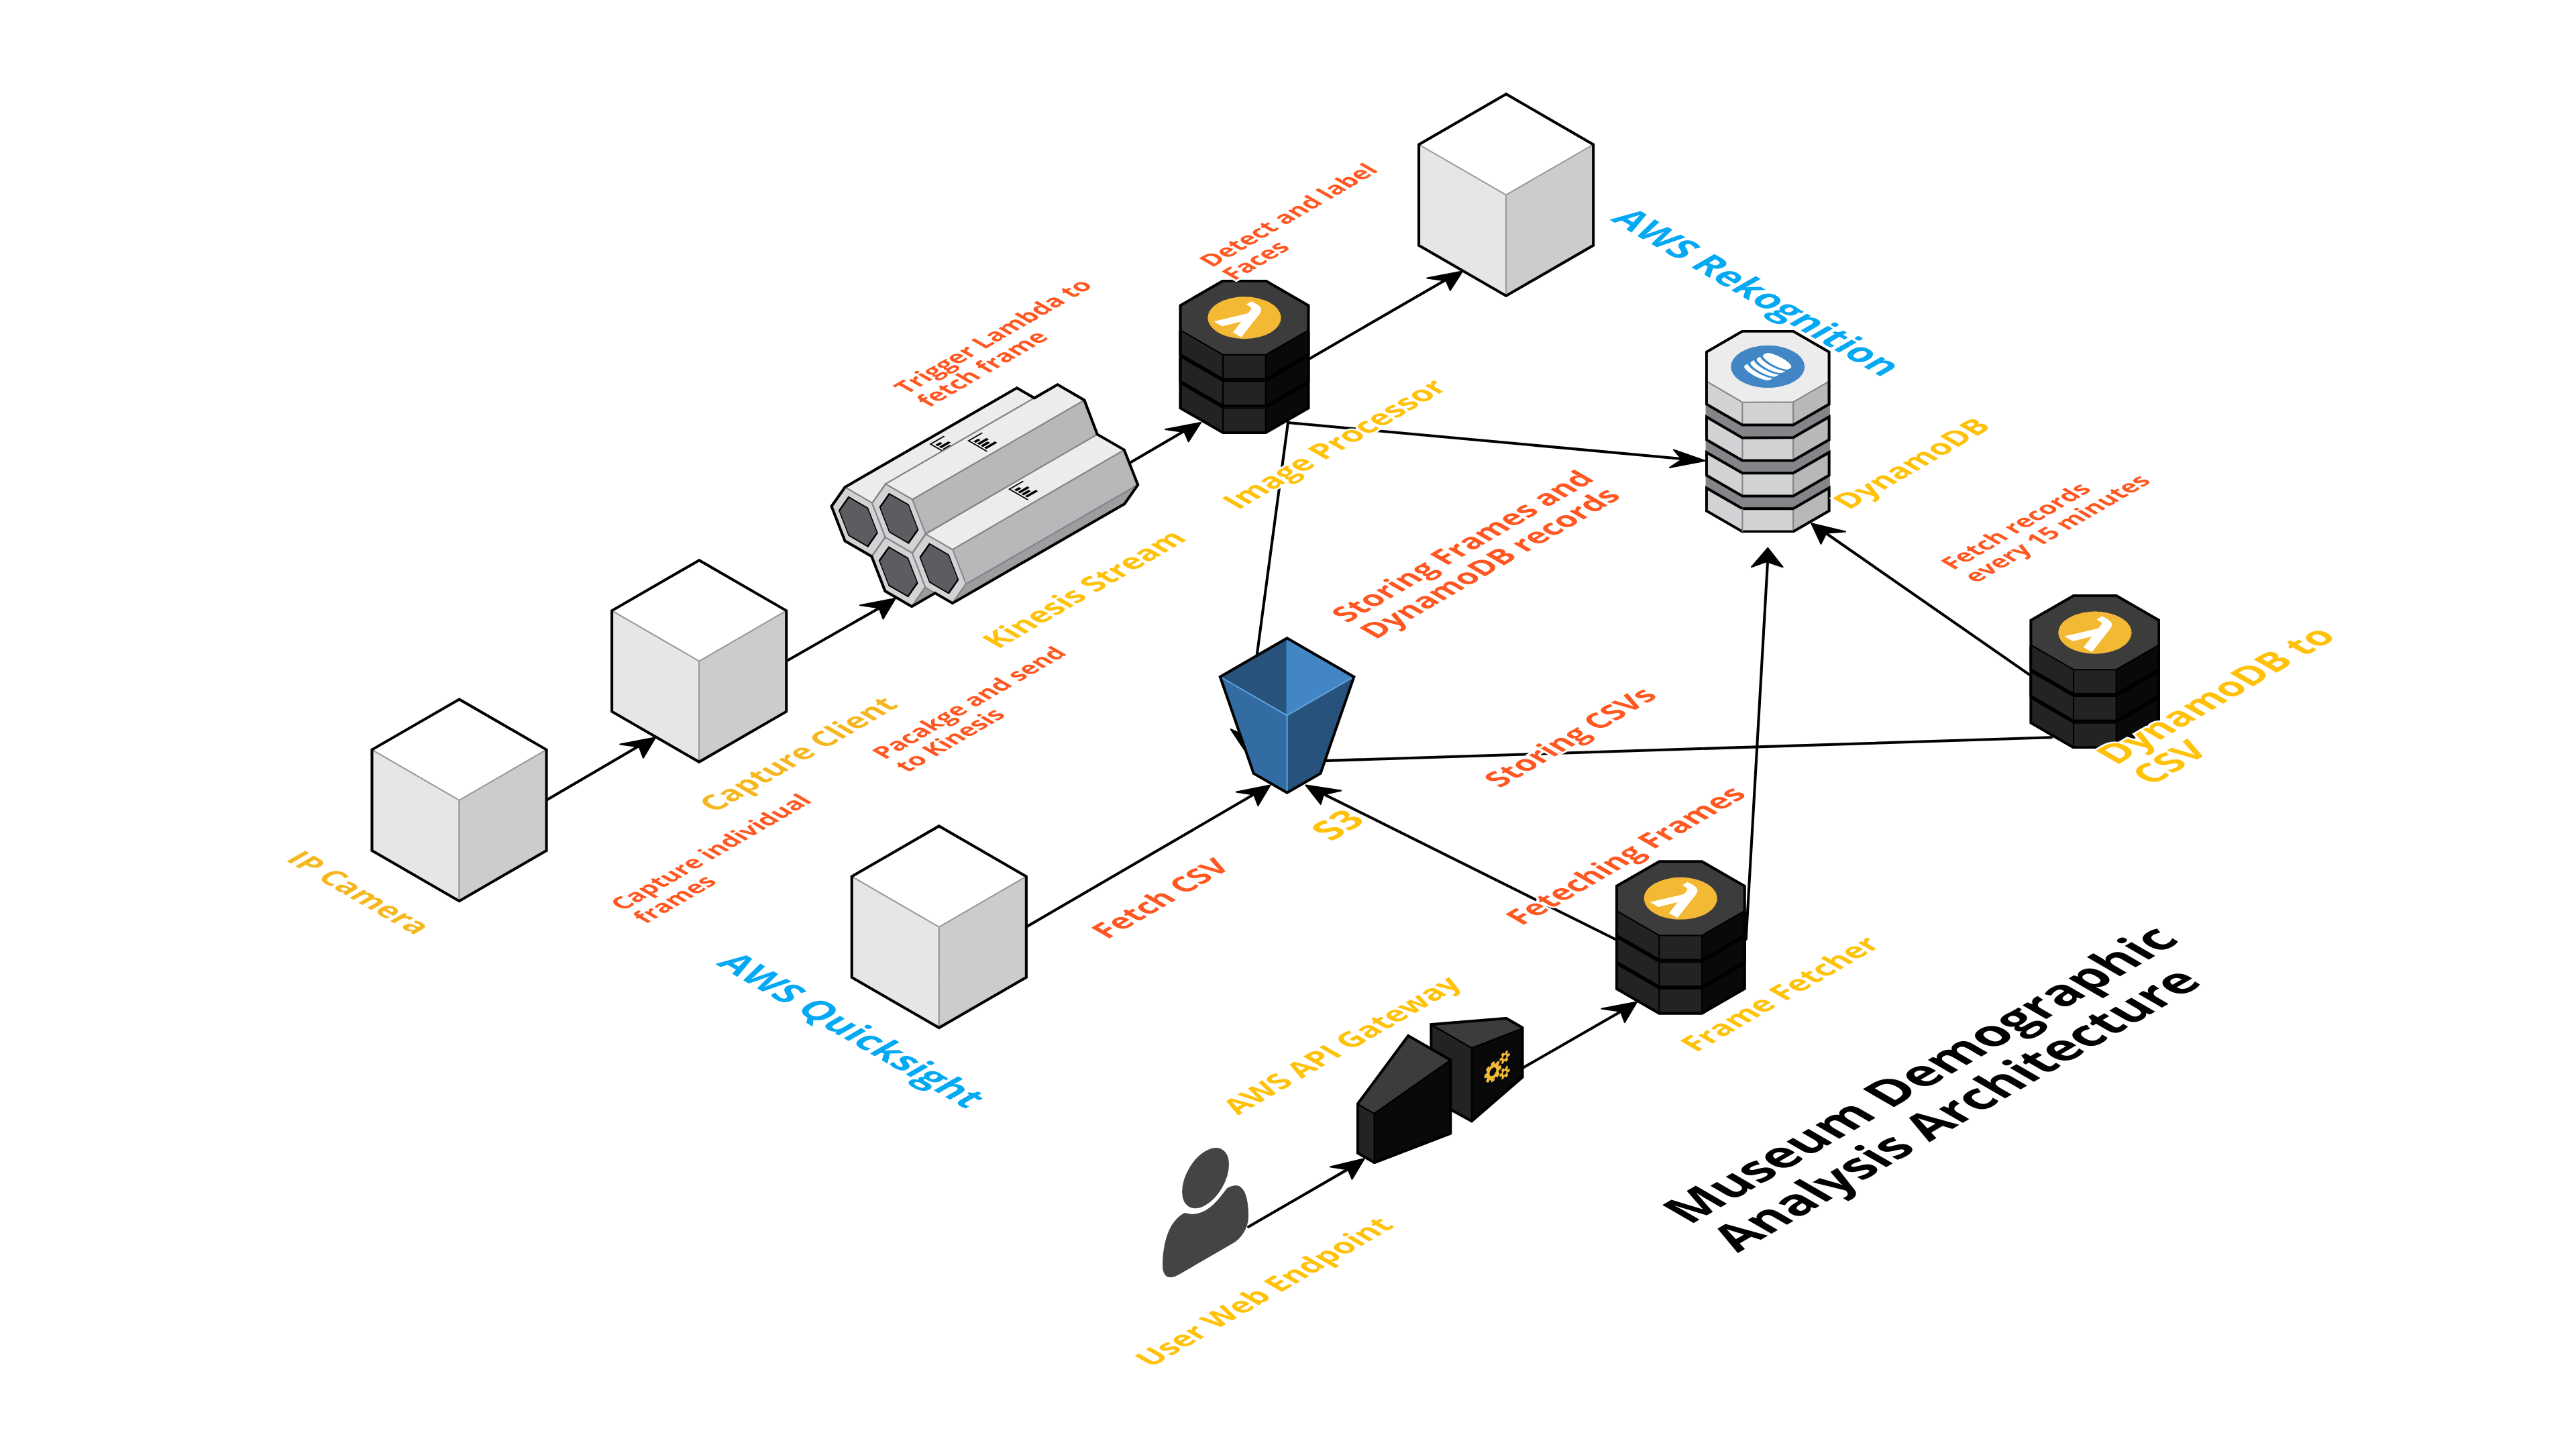 Detect and label
Faces
AWS Rekognition
Trigger Lambda to
fetch frame
Image Processor
DynamoDB
Kinesis Stream
Storing Frames and
DynamoDB records
Fetch records
every 15 minutes
Capture Client
Pacakge and send
to Kinesis
DynamoDB to
CSV
Storing CSVs
IP Camera
Capture individual
frames
S3
Feteching Frames
Fetch CSV
AWS Quicksight
AWS API Gateway
Frame Fetcher
User Web Endpoint
Museum Demographic
Analysis Architecture